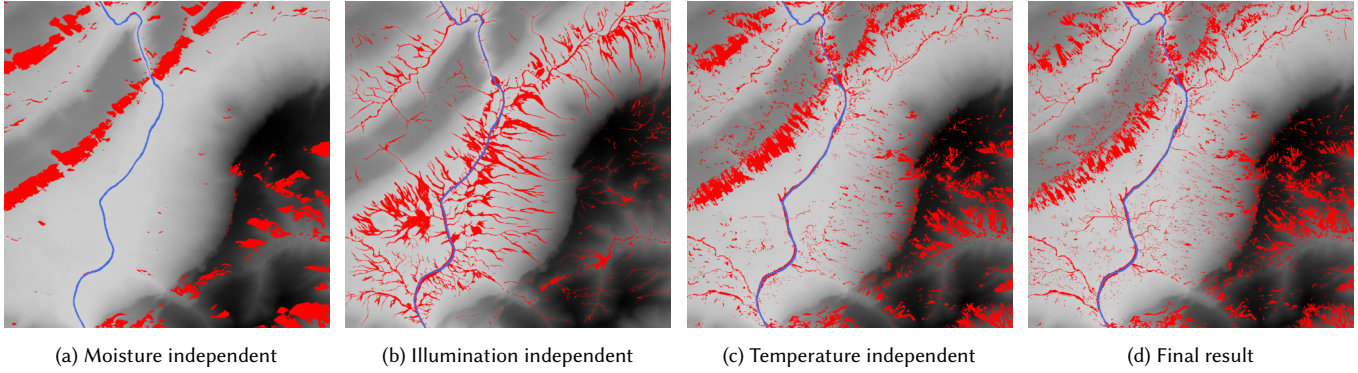 (a) Moisture independent
(b) Illumination independent
(c) Temperature independent
(d) Final result